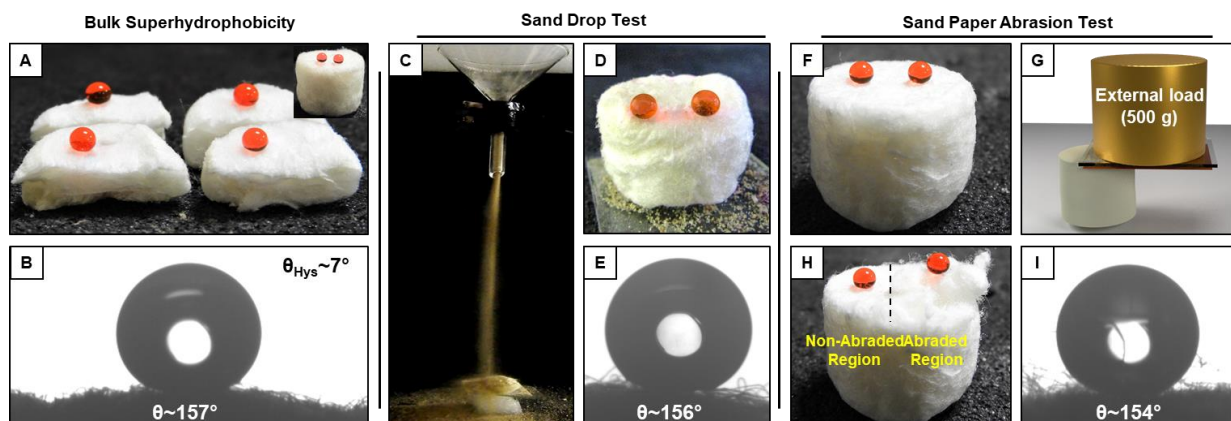 Bulk Superhydrophobicity
Sand Drop Test
Sand Paper Abrasion Test
A
B
θHys~7°
θ~157°
C
D
E
θ~156°
F
G
External load
(500 g)
H
Non-Abraded
Region
Abraded
Region
I
θ~154°